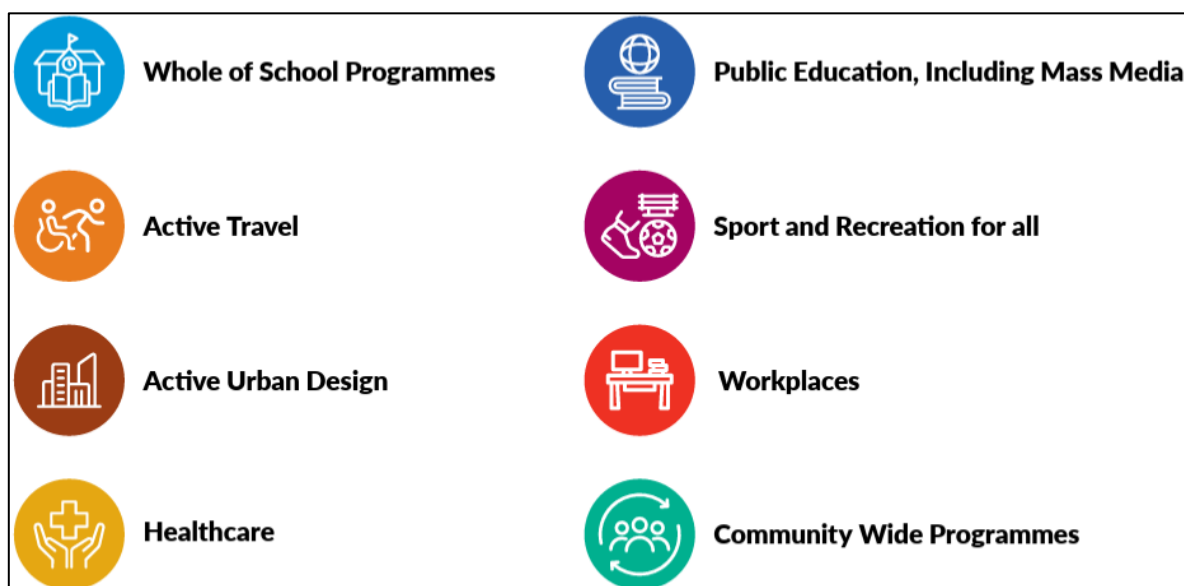 Whole of School Programmes
Public Education, Including Mass Media
Active Travel
Sport and Recreation for all
Active Urban Design
Workplaces
Healthcare
Community Wide Programmes